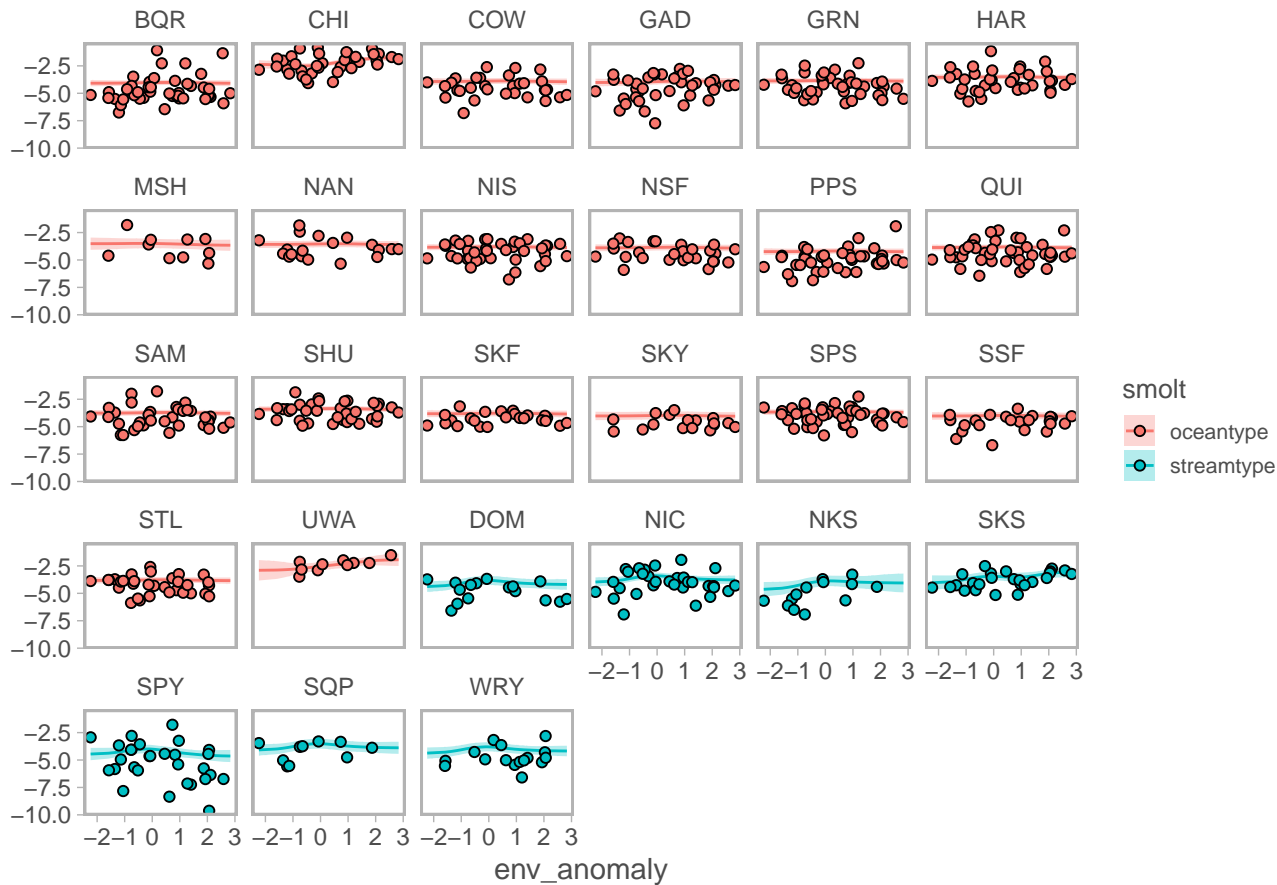 BQR CHI COW GAD GRN HAR
−2.5
−5.0
−7.5
−10.0
MSH NAN NIS NSF PPS QUI
−2.5
−5.0
−7.5
−10.0
SAM SHU SKF SKY SPS SSF
−2.5
−5.0
−7.5
−10.0
smolt
oceantype
streamtype
STL UWA DOM NIC NKS SKS
−2.5
−5.0
−7.5
−10.0
−2 −1 0 1 2 3 −2 −1 0 1 2 3 −2 −1 0 1 2 3
SPY SQP WRY
−2.5
−5.0
−7.5
−10.0
−2 −1 0 1 2 3 −2 −1 0 1 2 3 −2 −1 0 1 2 3
env_anomaly